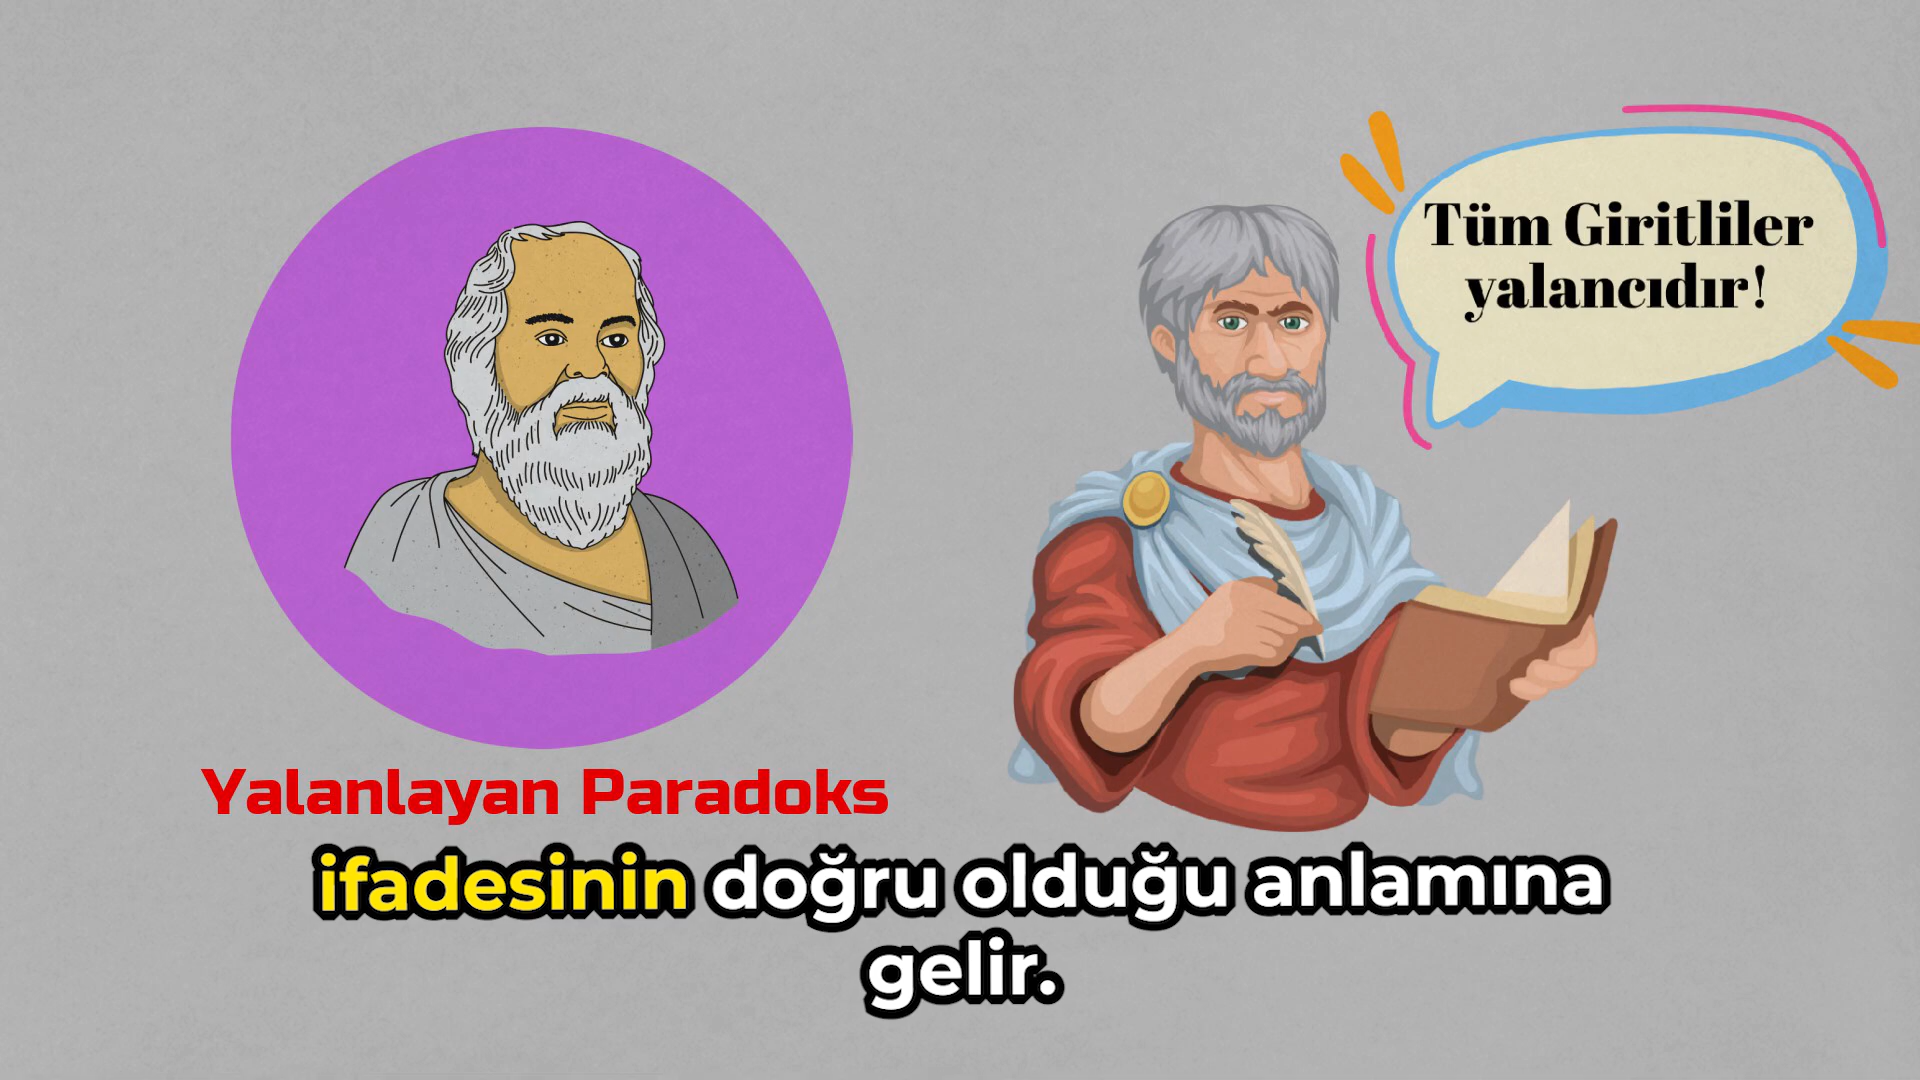 Tüm Giritliler
yalancıdır!
Yalanlayan Paradoks
ifadesinin doğru olduğu anlamına
gelir.